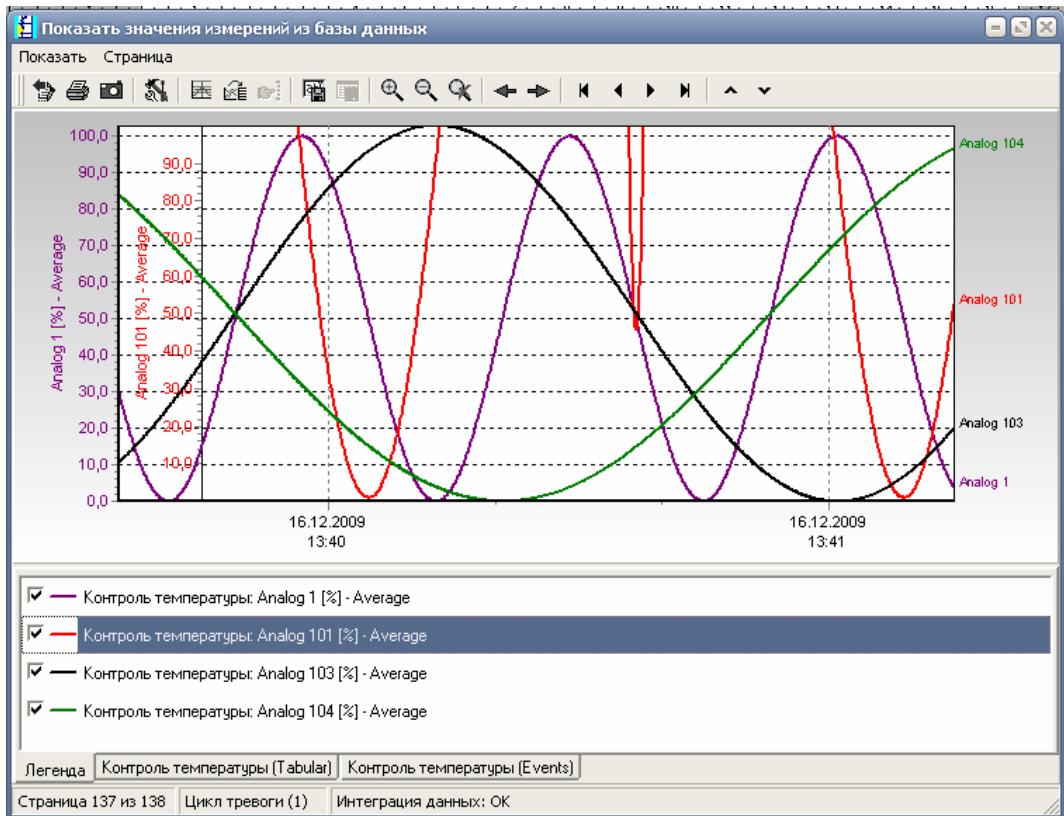 Показать значения измерений из базы данных
Показать Страница
Analog 1 [%] - Average
100,0
90,0
80,0
70,0
60,0
50,0
40,0
30,0
20,0
10,0
0,0
Analog 101 [%] - Average
90,0
80,0
70,0
60,0
50,0
40,0
30,0
20,0
10,0
Analog 104
Analog 101
Analog 103
Analog 1
16.12.2009
13:40
16.12.2009
13:41
Контроль температуры: Analog 1 [%] - Average
Контроль температуры: Analog 101 [%] - Average
Контроль температуры: Analog 103 [%] - Average
Контроль температуры: Analog 104 [%] - Average
Легенда Контроль температуры (Tabular) Контроль температуры (Events)
Страница 137 из 138 Цикл тревоги (1) Интеграция данных: OK